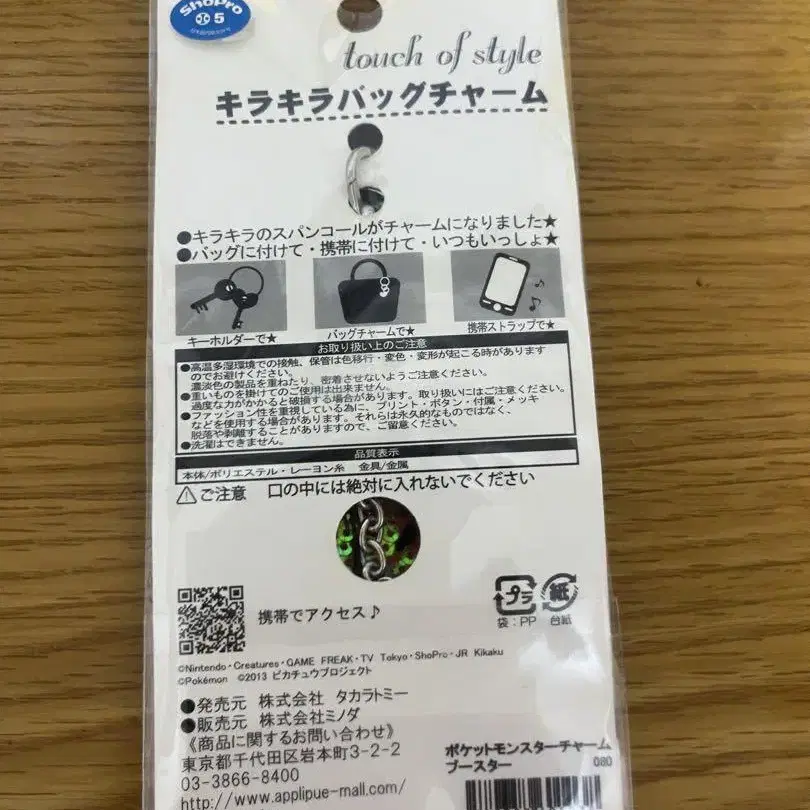 ShoPro
5
touch of style
キラキラバッグチャーム
●キラキラのスパンコールがチャームになりました★
●バッグに付けて・携帯に付けて・いつもいっしょ★
キーホルダーで★
バッグチャームで★
携帯ストラップで★
お取り扱い上のご注意
●高温多湿環境での接触、保管は色移行・変色・変形が起こる時があります
のでお避けください。
濃淡色の製品を重ねたり、密着させないようご注意ください。
●重いものを掛けてのご使用は出来ません。
過度な力がかかると破損する場合があります。取り扱いにはご注意ください。
●ファッション性を重視している為に、プリント・ボタン・付属・メッキ
などを使用する場合があります。それらは永久的なものではなく、
脱落や剥離することがありますので、ご留意ください。
●洗濯はできません。
品質表示
本体/ポリエステル・レーヨン糸 金具/金属
⚠ご注意 口の中には絶対に入れないでください
携帯でアクセス♪
プラ
袋:PP
紙
台紙
©Nintendo・Creatures・GAME FREAK・TV Tokyo・ShoPro・JR Kikaku
©Pokémon ©2013 ピカチュウプロジェクト
●発売元 株式会社 タカラトミー
●販売元 株式会社ミノダ
《商品に関するお問い合わせ》
東京都千代田区岩本町3-2-2
03-3866-8400
http://www.applipue-mall.com/
ポケットモンスターチャーム
ブースター 080